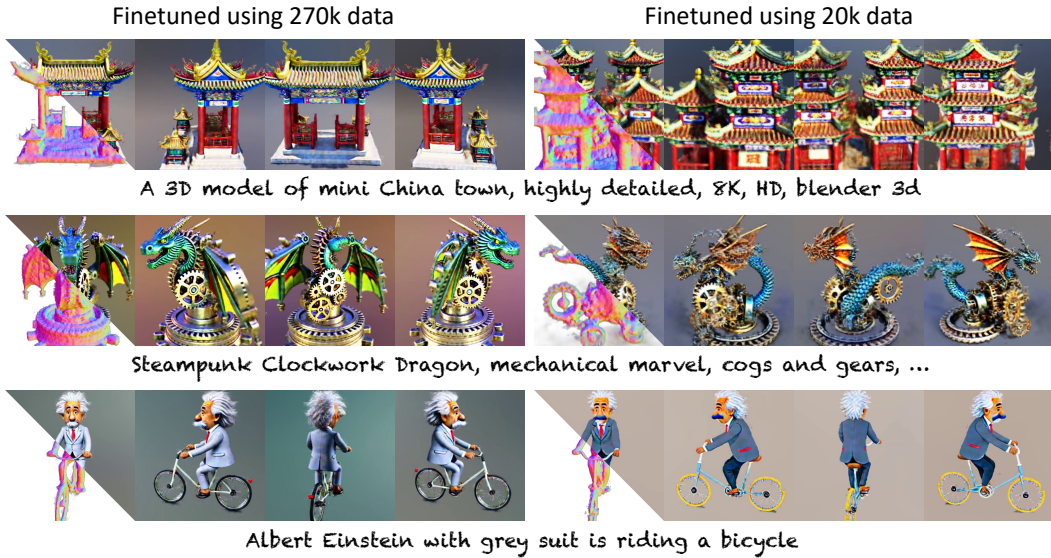 Finetuned using 270k data
Finetuned using 20k data
A 3D model of mini China town, highly detailed, 8K, HD, blender 3d
Steampunk Clockwork Dragon, mechanical marvel, cogs and gears, ...
Albert Einstein with grey suit is riding a bicycle